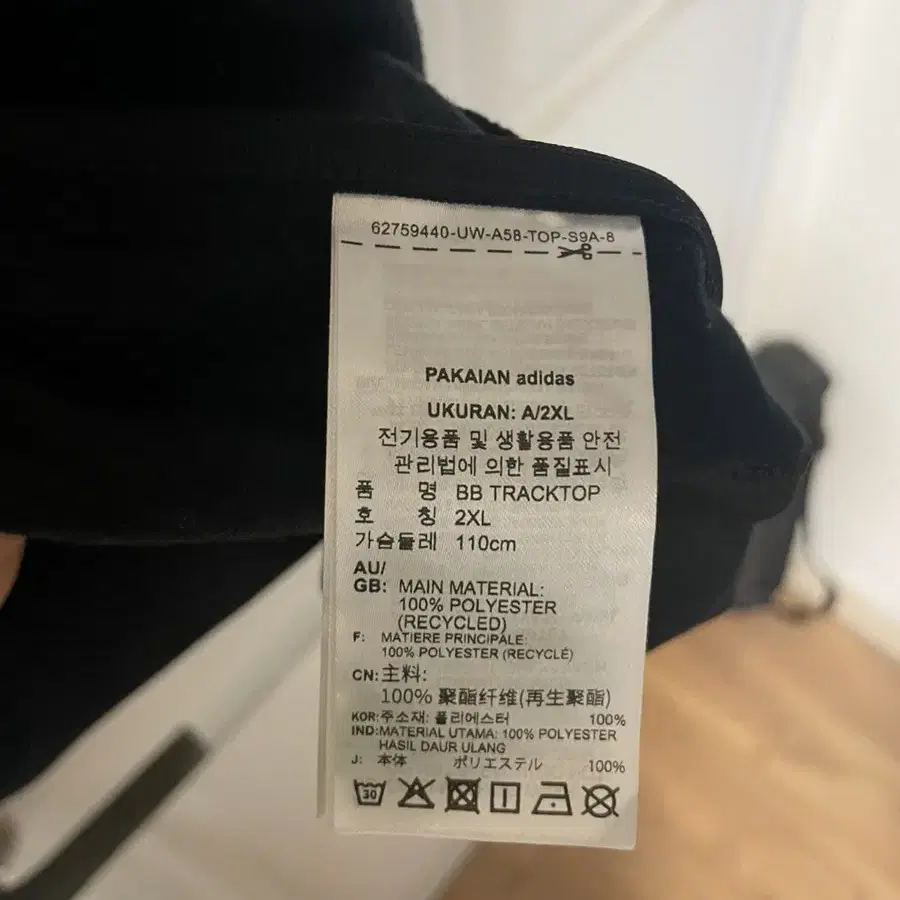 62759440-UW-A58-TOP-S9A-8
PAKAIAN adidas
UKURAN: A/2XL
전기용품 및 생활용품 안전
관리법에 의한 품질표시
품 명 BB TRACKTOP
호 칭 2XL
가슴둘레 110cm
AU/
GB: MAIN MATERIAL:
100% POLYESTER
(RECYCLED)
F: MATIERE PRINCIPALE:
100% POLYESTER (RECYCLÉ)
CN:主料:
100% 聚酯纤维(再生聚酯)
KOR:주소재: 폴리에스터 100%
IND:MATERIAL UTAMA: 100% POLYESTER
HASIL DAUR ULANG
J: 本体 ポリエステル 100%
30